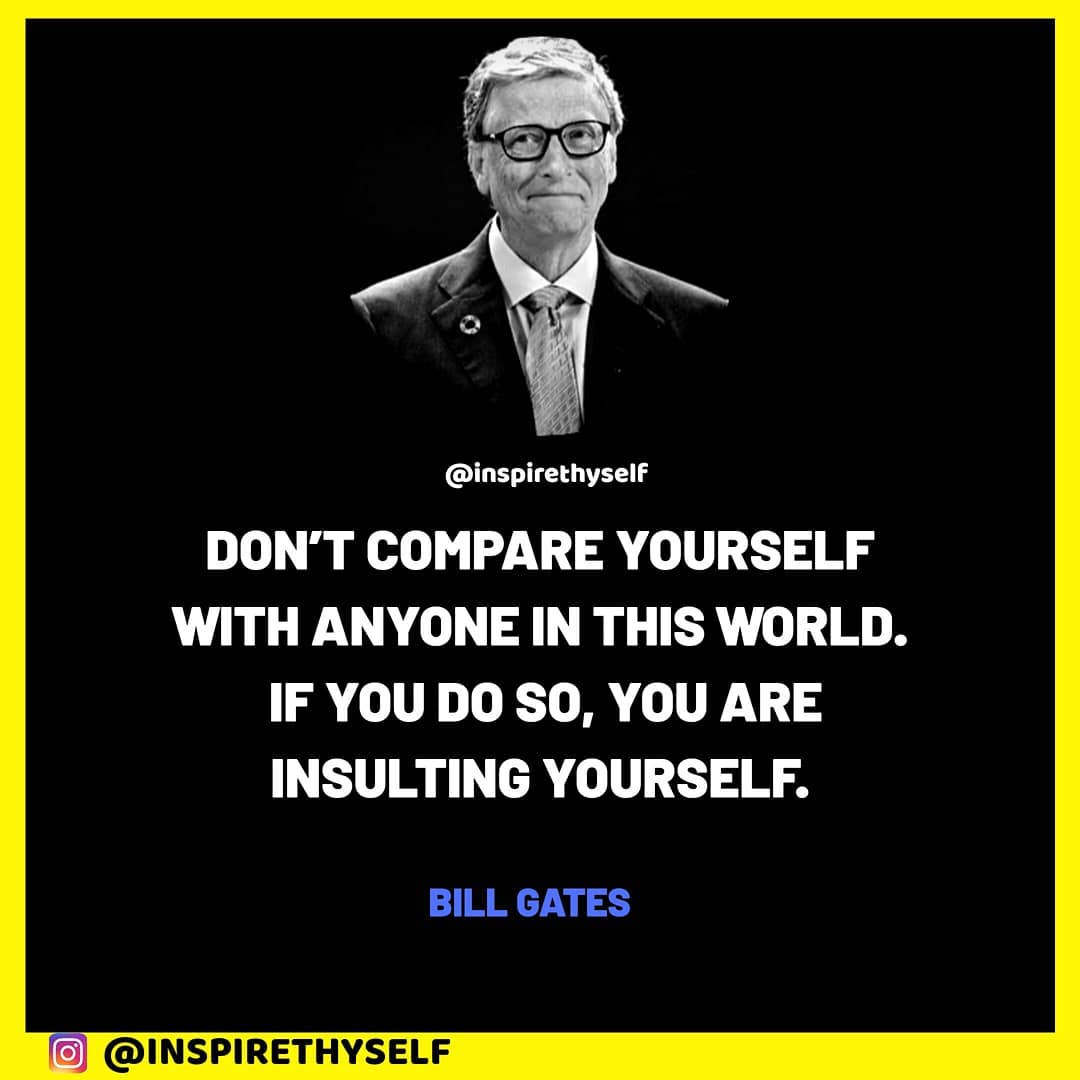 @inspirethyself
DON’T COMPARE YOURSELF
WITH ANYONE IN THIS WORLD.
IF YOU DO SO, YOU ARE
INSULTING YOURSELF.
BILL GATES
@INSPIRETHYSELF